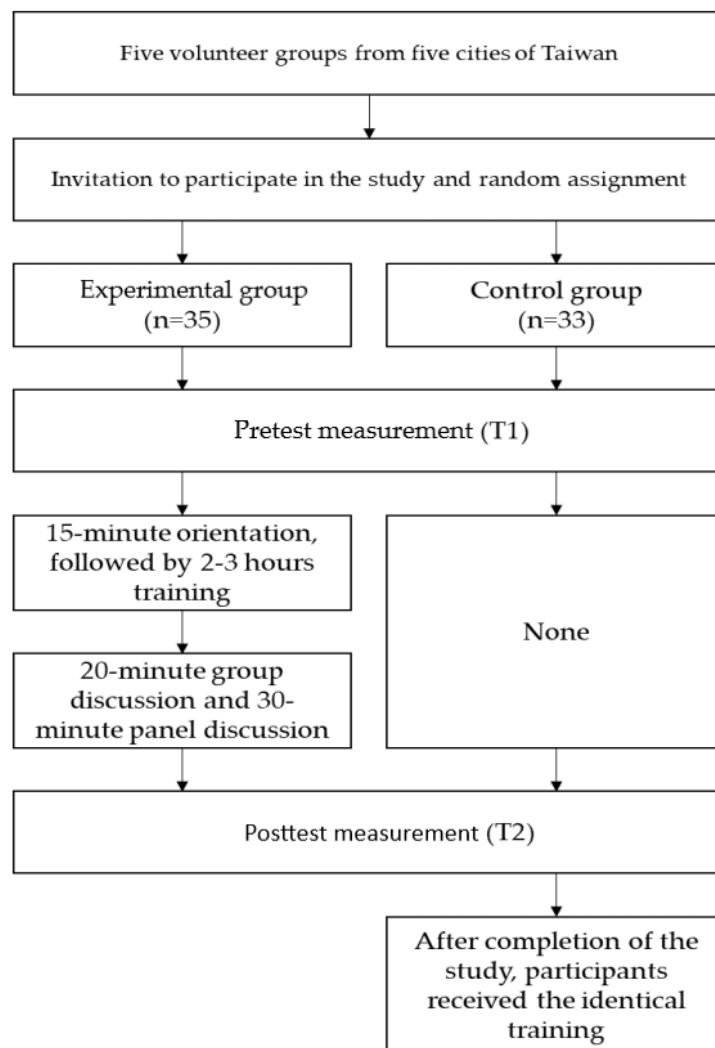 Five volunteer groups from five cities of Taiwan
Invitation to participate in the study and random assignment
Experimental group
(n=35)
Control group
(n=33)
Pretest measurement (T1)
15-minute orientation,
followed by 2-3 hours
training
None
20-minute group
discussion and 30-
minute panel discussion
Posttest measurement (T2)
After completion of the
study, participants
received the identical
training